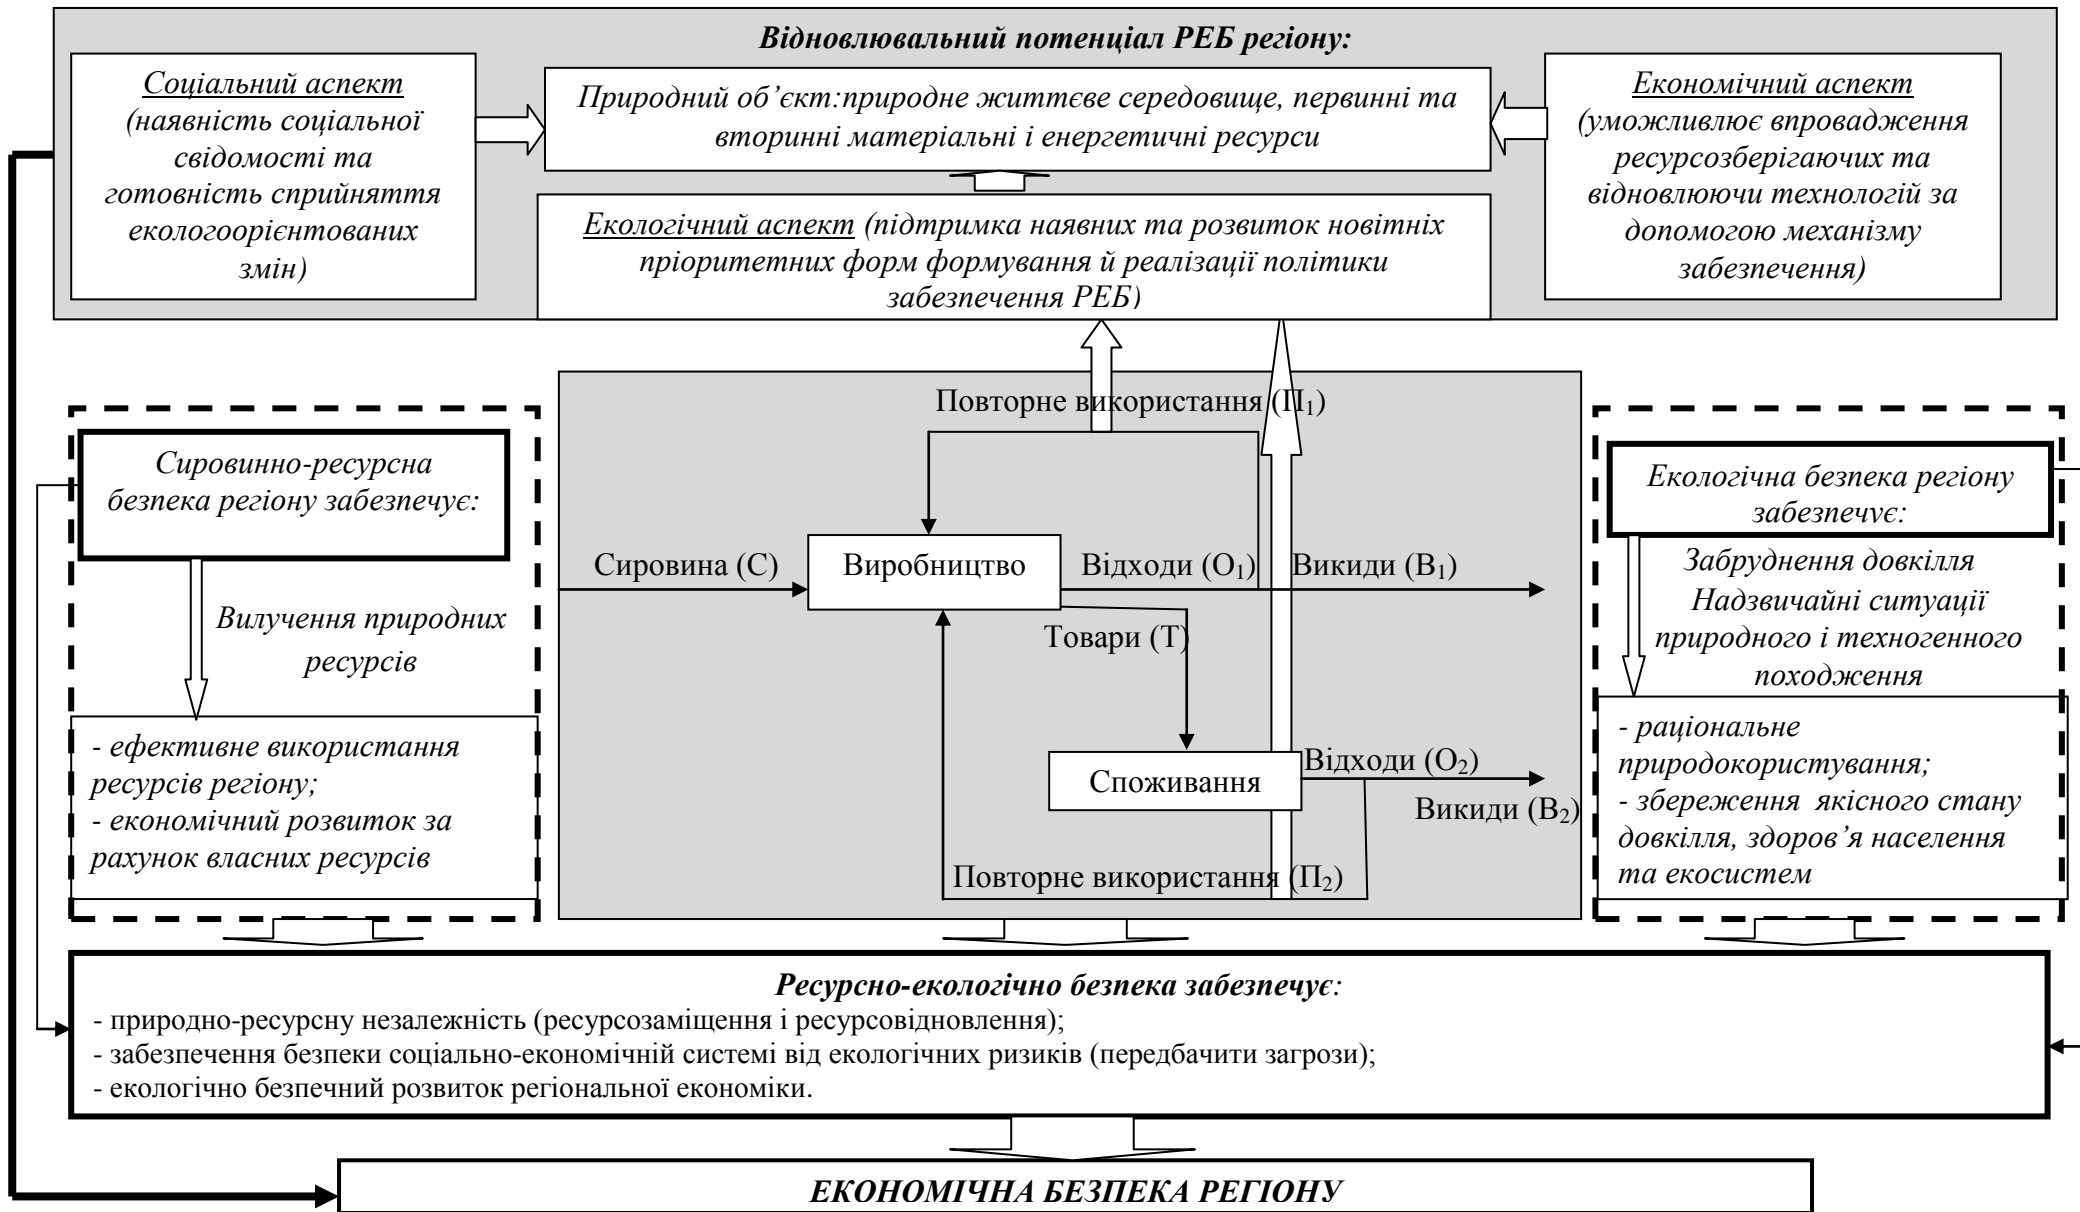 Відновлювальний потенціал РЕБ регіону:
Соціальний аспект
(наявність соціальної
свідомості та
готовність сприйняття
екологоорієнтованих
змін)
Природний об’єкт:природне життєве середовище, первинні та
вторинні матеріальні і енергетичні ресурси
Економічний аспект
(уможливлює впровадження
ресурсозберігаючих та
відновлюючи технологій за
допомогою механізму
забезпечення)
Екологічний аспект (підтримка наявних та розвиток новітніх
пріоритетних форм формування й реалізації політики
забезпечення РЕБ)
Сировинно-ресурсна
безпека регіону забезпечує:
Вилучення природних
ресурсів
- ефективне використання
ресурсів регіону;
- економічний розвиток за
рахунок власних ресурсів
Повторне використання (П₁)
Сировина (С)
Виробництво
Відходи (О₁)
Викиди (В₁)
Товари (Т)
Споживання
Відходи (О₂)
Викиди (В₂)
Повторне використання (П₂)
Екологічна безпека регіону
забезпечує:
Забруднення довкілля
Надзвичайні ситуації
природного і техногенного
походження
- раціональне
природокористування;
- збереження якісного стану
довкілля, здоров’я населення
та екосистем
Ресурсно-екологічно безпека забезпечує:
- природно-ресурсну незалежність (ресурсозаміщення і ресурсовідновлення);
- забезпечення безпеки соціально-економічній системі від екологічних ризиків (передбачити загрози);
- екологічно безпечний розвиток регіональної економіки.
ЕКОНОМІЧНА БЕЗПЕКА РЕГІОНУ